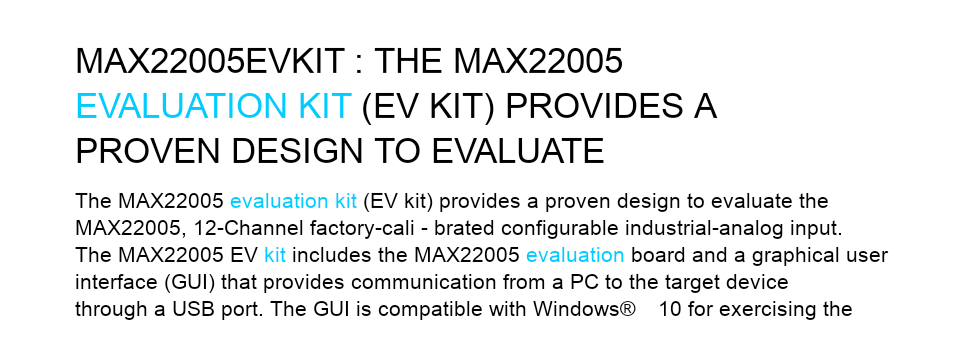 MAX22005EVKIT : THE MAX22005
EVALUATION KIT (EV KIT) PROVIDES A
PROVEN DESIGN TO EVALUATE
The MAX22005 evaluation kit (EV kit) provides a proven design to evaluate the
MAX22005, 12-Channel factory-cali - brated configurable industrial-analog input.
The MAX22005 EV kit includes the MAX22005 evaluation board and a graphical user
interface (GUI) that provides communication from a PC to the target device
through a USB port. The GUI is compatible with Windows® 10 for exercising the